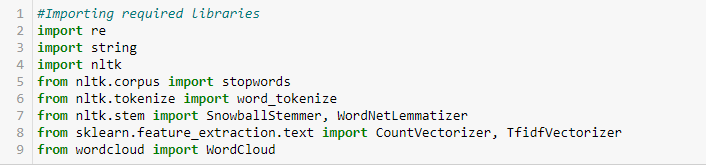 1 #Importing required libraries
2 import re
3 import string
4 import nltk
5 from nltk.corpus import stopwords
6 from nltk.tokenize import word_tokenize
7 from nltk.stem import SnowballStemmer, WordNetLemmatizer
8 from sklearn.feature_extraction.text import CountVectorizer, TfidfVectorizer
9 from wordcloud import WordCloud